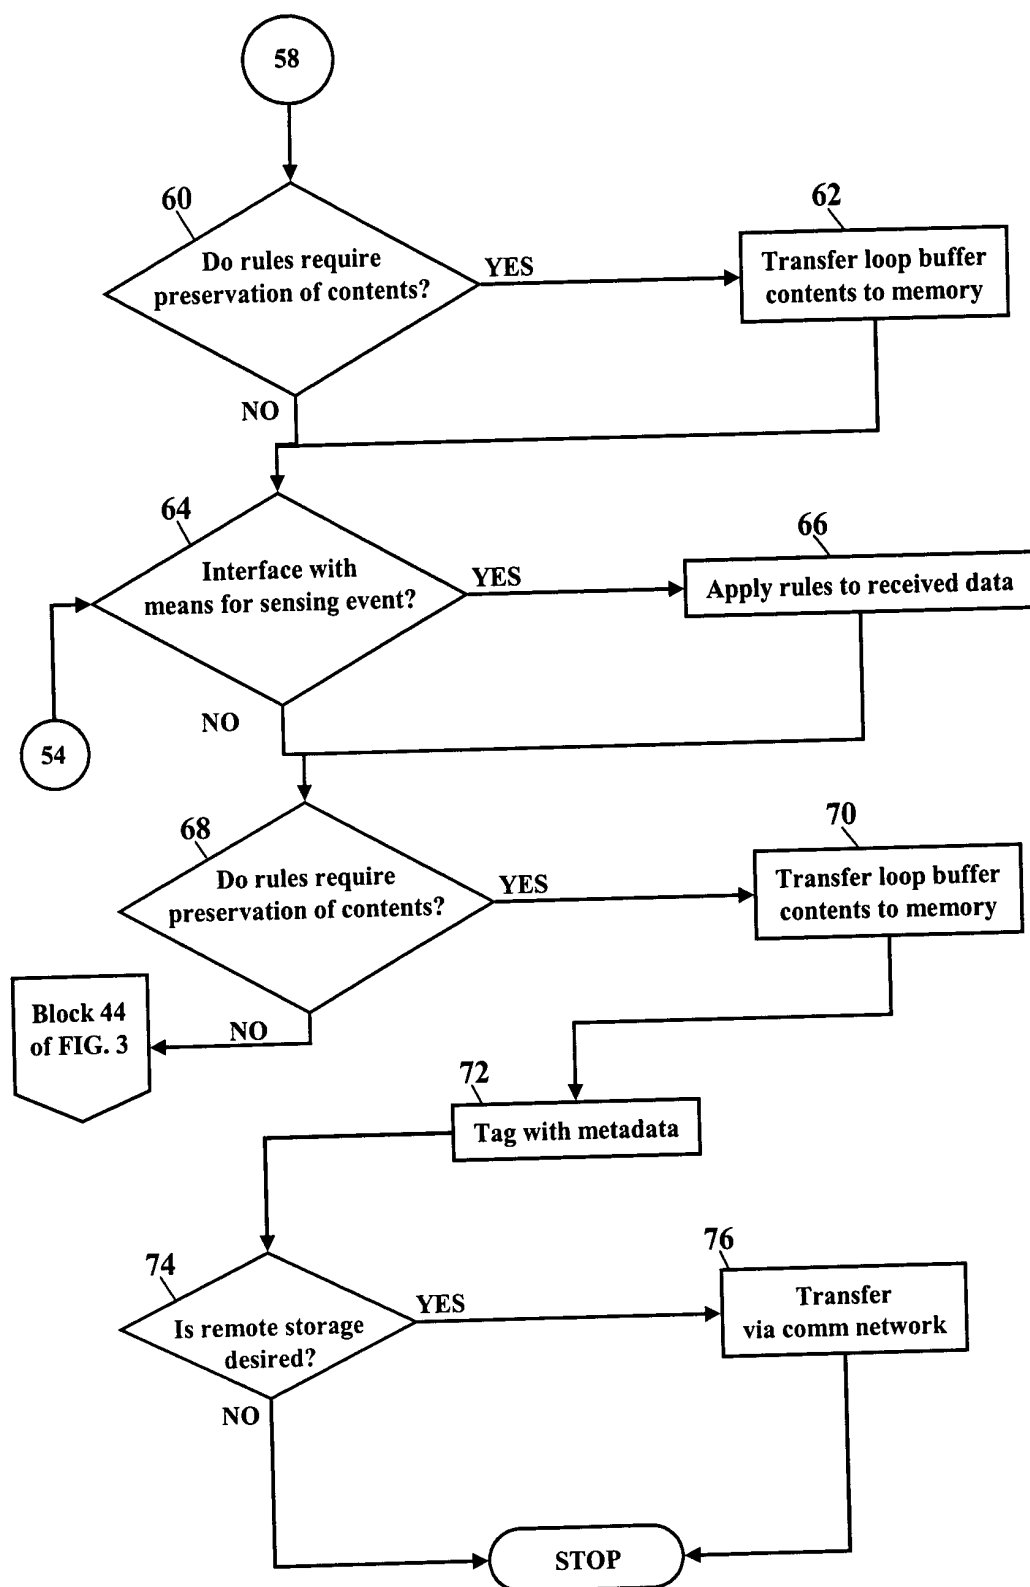 58
60
Do rules require
preservation of contents?
YES
62
Transfer loop buffer
contents to memory
NO
64
Interface with
means for sensing event?
YES
66
Apply rules to received data
NO
54
68
Do rules require
preservation of contents?
YES
70
Transfer loop buffer
contents to memory
Block 44
of FIG. 3
NO
72
Tag with metadata
74
Is remote storage
desired?
YES
76
Transfer
via comm network
NO
STOP